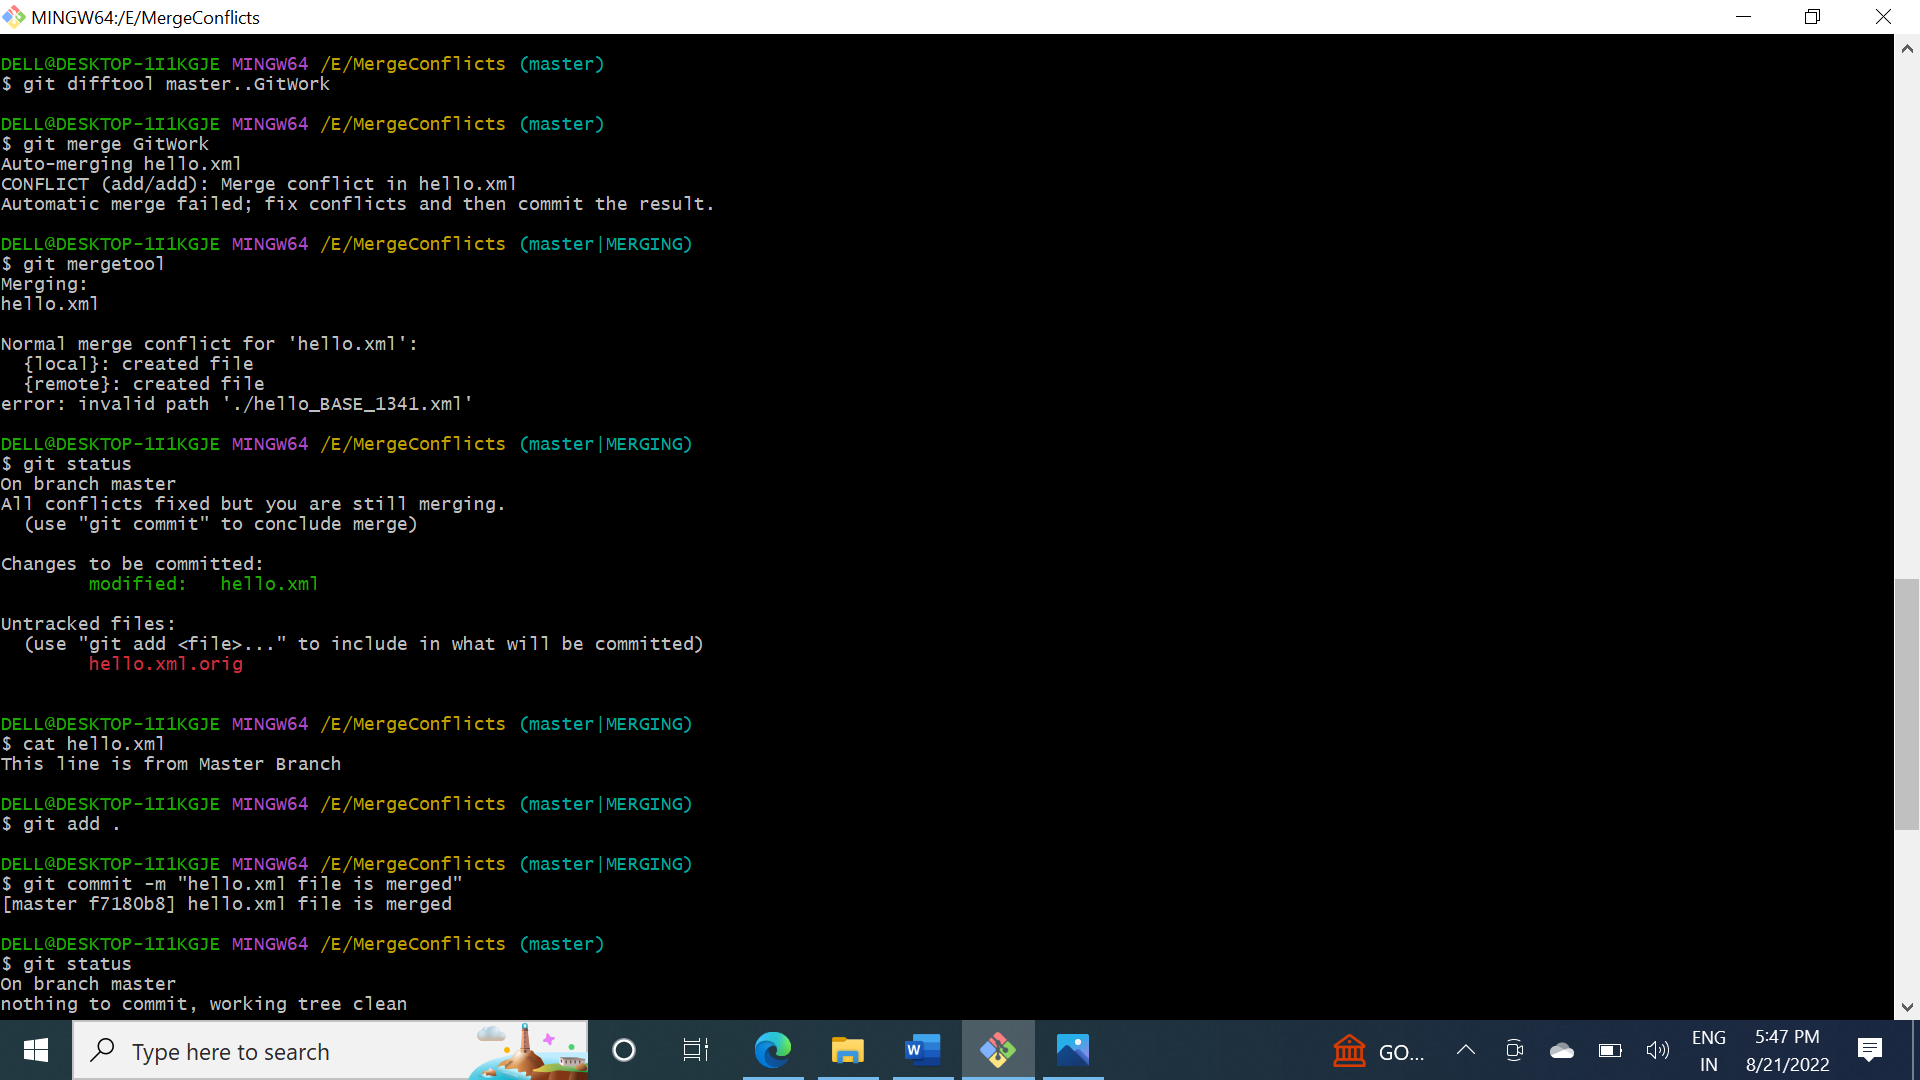 MINGW64:/E/MergeConflicts
DELL@DESKTOP-1I1KGJE MINGW64 /E/MergeConflicts (master)
$ git difftool master..GitWork
DELL@DESKTOP-1I1KGJE MINGW64 /E/MergeConflicts (master)
$ git merge GitWork
Auto-merging hello.xml
CONFLICT (add/add): Merge conflict in hello.xml
Automatic merge failed; fix conflicts and then commit the result.
DELL@DESKTOP-1I1KGJE MINGW64 /E/MergeConflicts (master|MERGING)
$ git mergetool
Merging:
hello.xml
Normal merge conflict for 'hello.xml':
  {local}: created file
  {remote}: created file
error: invalid path './hello_BASE_1341.xml'
DELL@DESKTOP-1I1KGJE MINGW64 /E/MergeConflicts (master|MERGING)
$ git status
On branch master
All conflicts fixed but you are still merging.
  (use "git commit" to conclude merge)
Changes to be committed:
        modified:   hello.xml
Untracked files:
  (use "git add <file>..." to include in what will be committed)
        hello.xml.orig
DELL@DESKTOP-1I1KGJE MINGW64 /E/MergeConflicts (master|MERGING)
$ cat hello.xml
This line is from Master Branch
DELL@DESKTOP-1I1KGJE MINGW64 /E/MergeConflicts (master|MERGING)
$ git add .
DELL@DESKTOP-1I1KGJE MINGW64 /E/MergeConflicts (master|MERGING)
$ git commit -m "hello.xml file is merged"
[master f7180b8] hello.xml file is merged
DELL@DESKTOP-1I1KGJE MINGW64 /E/MergeConflicts (master)
$ git status
On branch master
nothing to commit, working tree clean
Type here to search
W
GO...
ENG
IN
5:47 PM
8/21/2022